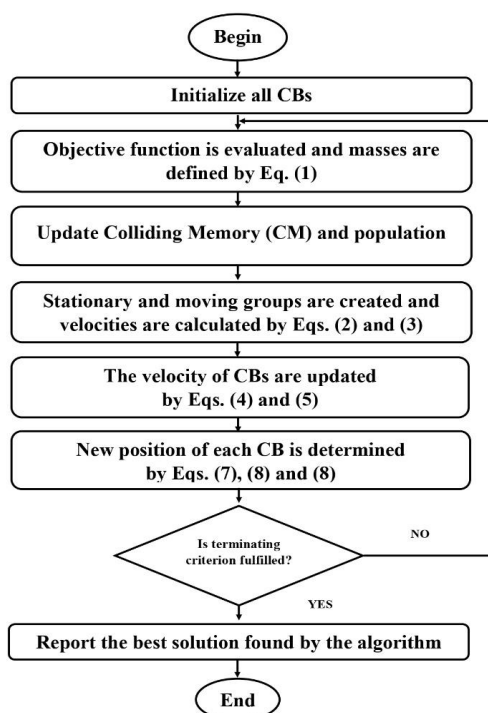 Begin
Initialize all CBs
Objective function is evaluated and masses are
defined by Eq. (1)
Update Colliding Memory (CM) and population
Stationary and moving groups are created and
velocities are calculated by Eqs. (2) and (3)
The velocity of CBs are updated
by Eqs. (4) and (5)
New position of each CB is determined
by Eqs. (7), (8) and (8)
Is terminating
criterion fulfilled?
NO
YES
Report the best solution found by the algorithm
End